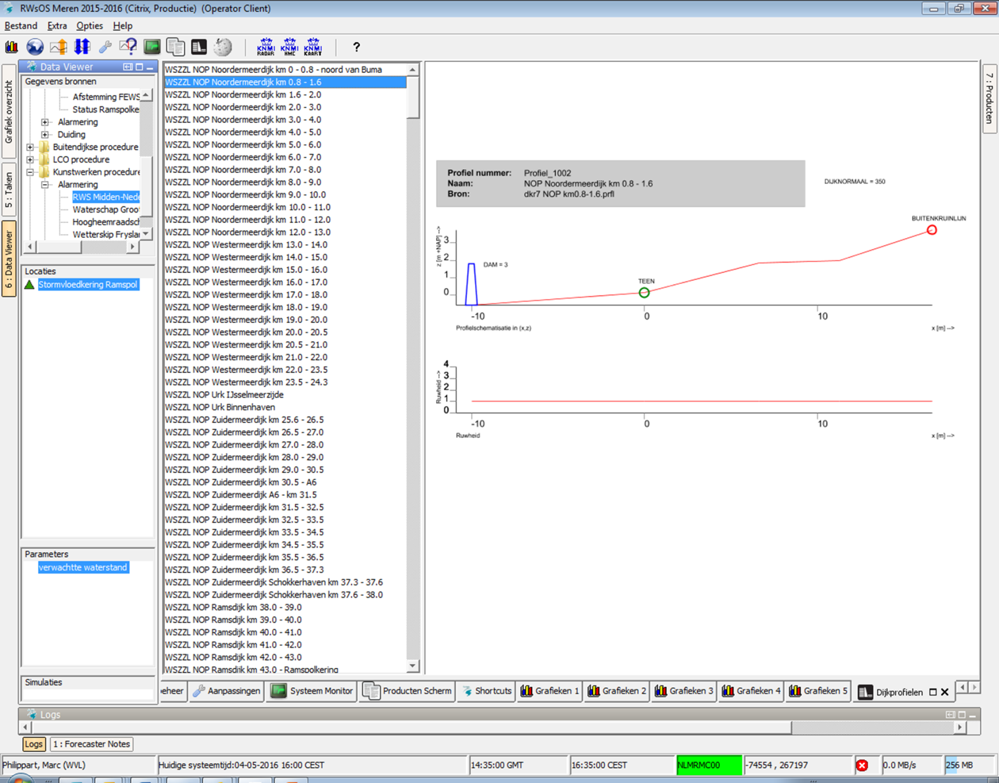 RWsOS Meren 2015-2016 (Citrix, Productie) (Operator Client)
Bestand Extra Opties Help
KNMI RADAR KNMI HMC KNMI KAART ?
Grafiek overzicht
5 : Taken
6 : Data Viewer
Data Viewer
Gegevens bronnen
Afstemming FEWS
Status Ramspolke
Alarmering
Duiding
Buitendijkse procedure
LCO procedure
Kunstwerken procedure
Alarmering
RWS Midden-Nede
Waterschap Groot
Hoogheemraadsch
Wetterskip Fryslar
Locaties
Stormvloedkering Ramspol
Parameters
verwachtte waterstand
Simulaties
WSZZL NOP Noordermeerdijk km 0 - 0.8 - noord van Buma
WSZZL NOP Noordermeerdijk km 0.8 - 1.6
WSZZL NOP Noordermeerdijk km 1.6 - 2.0
WSZZL NOP Noordermeerdijk km 2.0 - 3.0
WSZZL NOP Noordermeerdijk km 3.0 - 4.0
WSZZL NOP Noordermeerdijk km 4.0 - 5.0
WSZZL NOP Noordermeerdijk km 5.0 - 6.0
WSZZL NOP Noordermeerdijk km 6.0 - 7.0
WSZZL NOP Noordermeerdijk km 7.0 - 8.0
WSZZL NOP Noordermeerdijk km 8.0 - 9.0
WSZZL NOP Noordermeerdijk km 9.0 - 10.0
WSZZL NOP Noordermeerdijk km 10.0 - 11.0
WSZZL NOP Noordermeerdijk km 11.0 - 12.0
WSZZL NOP Noordermeerdijk km 12.0 - 13.0
WSZZL NOP Westermeerdijk km 13.0 - 14.0
WSZZL NOP Westermeerdijk km 14.0 - 15.0
WSZZL NOP Westermeerdijk km 15.0 - 16.0
WSZZL NOP Westermeerdijk km 16.0 - 17.0
WSZZL NOP Westermeerdijk km 17.0 - 18.0
WSZZL NOP Westermeerdijk km 18.0 - 19.0
WSZZL NOP Westermeerdijk km 19.0 - 20.0
WSZZL NOP Westermeerdijk km 20.0 - 20.5
WSZZL NOP Westermeerdijk km 20.5 - 21.0
WSZZL NOP Westermeerdijk km 21.0 - 22.0
WSZZL NOP Westermeerdijk km 22.0 - 23.5
WSZZL NOP Westermeerdijk km 23.5 - 24.3
WSZZL NOP Urk IJsselmeerzijde
WSZZL NOP Urk Binnenhaven
WSZZL NOP Zuidermeerdijk km 25.6 - 26.5
WSZZL NOP Zuidermeerdijk km 26.5 - 27.0
WSZZL NOP Zuidermeerdijk km 27.0 - 28.0
WSZZL NOP Zuidermeerdijk km 28.0 - 29.0
WSZZL NOP Zuidermeerdijk km 29.0 - 30.5
WSZZL NOP Zuidermeerdijk km 30.5 - A6
WSZZL NOP Zuidermeerdijk A6 - km 31.5
WSZZL NOP Zuidermeerdijk km 31.5 - 32.5
WSZZL NOP Zuidermeerdijk km 32.5 - 33.5
WSZZL NOP Zuidermeerdijk km 33.5 - 34.5
WSZZL NOP Zuidermeerdijk km 34.5 - 35.5
WSZZL NOP Zuidermeerdijk km 35.5 - 36.5
WSZZL NOP Zuidermeerdijk km 36.5 - 37.3
WSZZL NOP Zuidermeerdijk Schokkerhaven km 37.3 - 37.6
WSZZL NOP Zuidermeerdijk Schokkerhaven km 37.6 - 38.0
WSZZL NOP Ramsdijk km 38.0 - 39.0
WSZZL NOP Ramsdijk km 39.0 - 40.0
WSZZL NOP Ramsdijk km 40.0 - 41.0
WSZZL NOP Ramsdijk km 41.0 - 42.0
WSZZL NOP Ramsdijk km 42.0 - 43.0
WSZZL NOP Ramsdijk km 43.0 - Ramspolkering
Profiel nummer: Profiel_1002
Naam: NOP Noordermeerdijk km 0.8 - 1.6
Bron: dkr7 NOP km0.8-1.6.prfl
DIJKNORMAAL = 350
BUITENKRUINLIJN
z [m +NAP] -->
3
2
1
0
DAM = 3
TEEN
-10 0 10
Profielschematisatie in (x,z) x [m] -->
Ruwheid -->
4
3
2
1
0
-10 0 10
Ruwheid x [m] -->
7 : Producten
beheer Aanpassingen Systeem Monitor Producten Scherm Shortcuts Grafieken 1 Grafieken 2 Grafieken 3 Grafieken 4 Grafieken 5 Dijkprofielen
Logs
Logs 1 : Forecaster Notes
Philippart, Marc (WVL) Huidige systeemtijd:04-05-2016 16:00 CEST 14:35:00 GMT 16:35:00 CEST NLMRMC00 -74554 , 267197 0.0 MB/s 256 MB